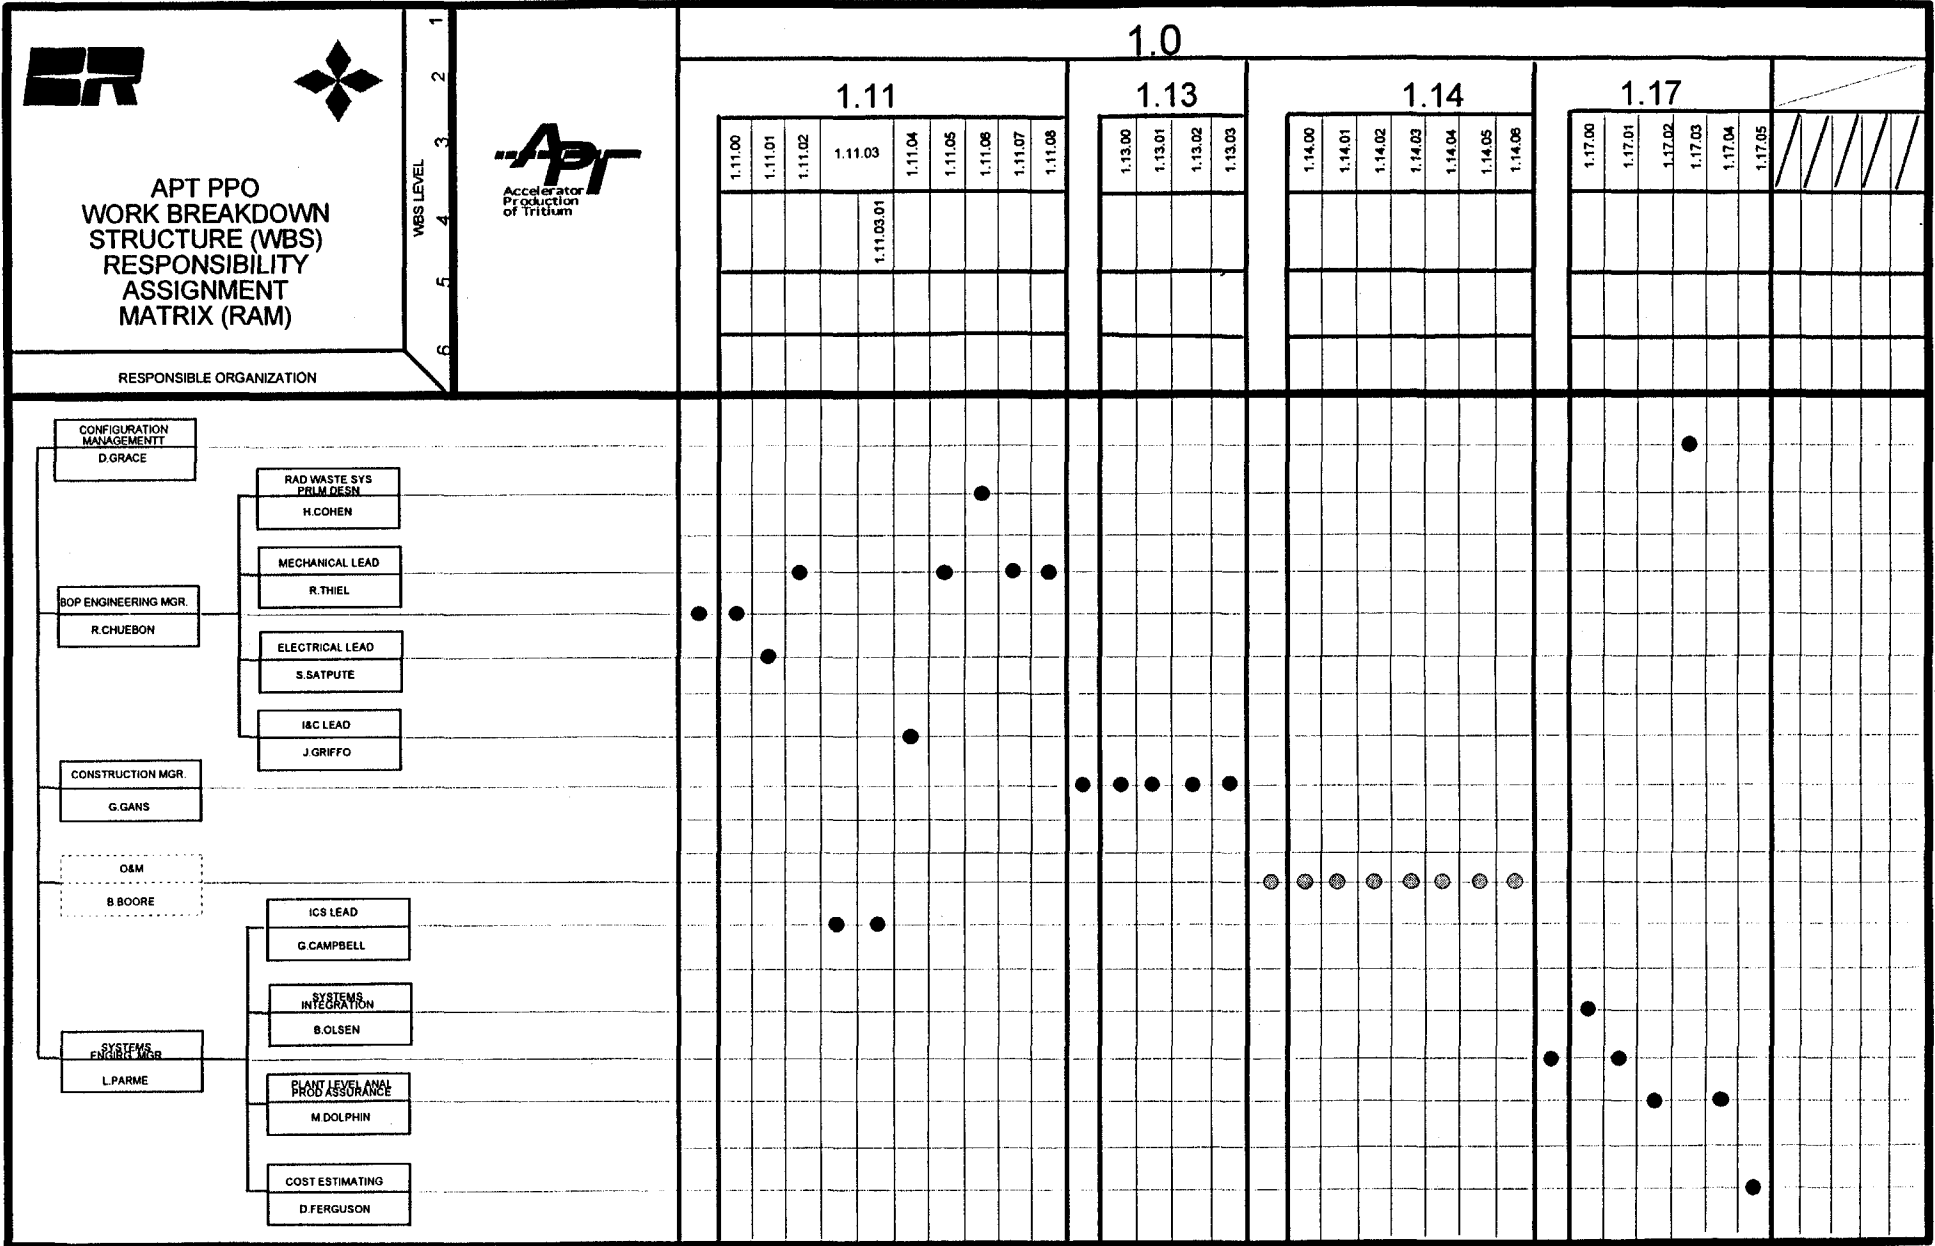 APT PPO
WORK BREAKDOWN
STRUCTURE (WBS)
RESPONSIBILITY
ASSIGNMENT
MATRIX (RAM)
RESPONSIBLE ORGANIZATION
WBS LEVEL
1
2
3
4
5
6
APT
Accelerator
Production
of Tritium
1.0
1.11
1.13
1.14
1.17
1.11.00
1.11.01
1.11.02
1.11.03
1.11.04
1.11.05
1.11.06
1.11.07
1.11.08
1.13.00
1.13.01
1.13.02
1.13.03
1.14.00
1.14.01
1.14.02
1.14.03
1.14.04
1.14.05
1.14.06
1.17.00
1.17.01
1.17.02
1.17.03
1.17.04
1.17.05
1.11.03.01
CONFIGURATION
MANAGEMENTT
D.GRACE
RAD WASTE SYS
PRLM DESN
H.COHEN
MECHANICAL LEAD
R.THIEL
BOP ENGINEERING MGR.
R.CHUEBON
ELECTRICAL LEAD
S.SATPUTE
I&C LEAD
J.GRIFFO
CONSTRUCTION MGR.
G.GANS
O&M
B.BOORE
ICS LEAD
G.CAMPBELL
SYSTEMS
INTEGRATION
B.OLSEN
SYSTEMS
ENGIRG MGR
L.PARME
PLANT LEVEL ANAL
PROD ASSURANCE
M.DOLPHIN
COST ESTIMATING
D.FERGUSON